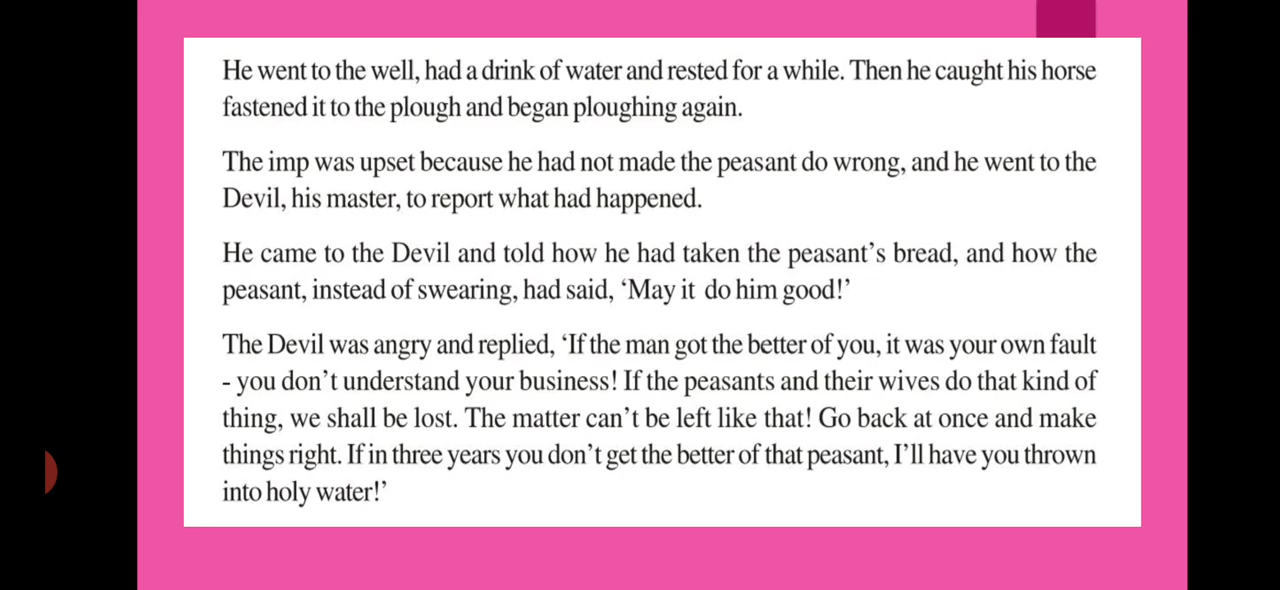 He went to the well, had a drink of water and rested for a while. Then he caught his horse
fastened it to the plough and began ploughing again.
The imp was upset because he had not made the peasant do wrong, and he went to the
Devil, his master, to report what had happened.
He came to the Devil and told how he had taken the peasant’s bread, and how the
peasant, instead of swearing, had said, ‘May it do him good!’
The Devil was angry and replied, ‘If the man got the better of you, it was your own fault
- you don’t understand your business! If the peasants and their wives do that kind of
thing, we shall be lost. The matter can’t be left like that! Go back at once and make
things right. If in three years you don’t get the better of that peasant, I’ll have you thrown
into holy water!’